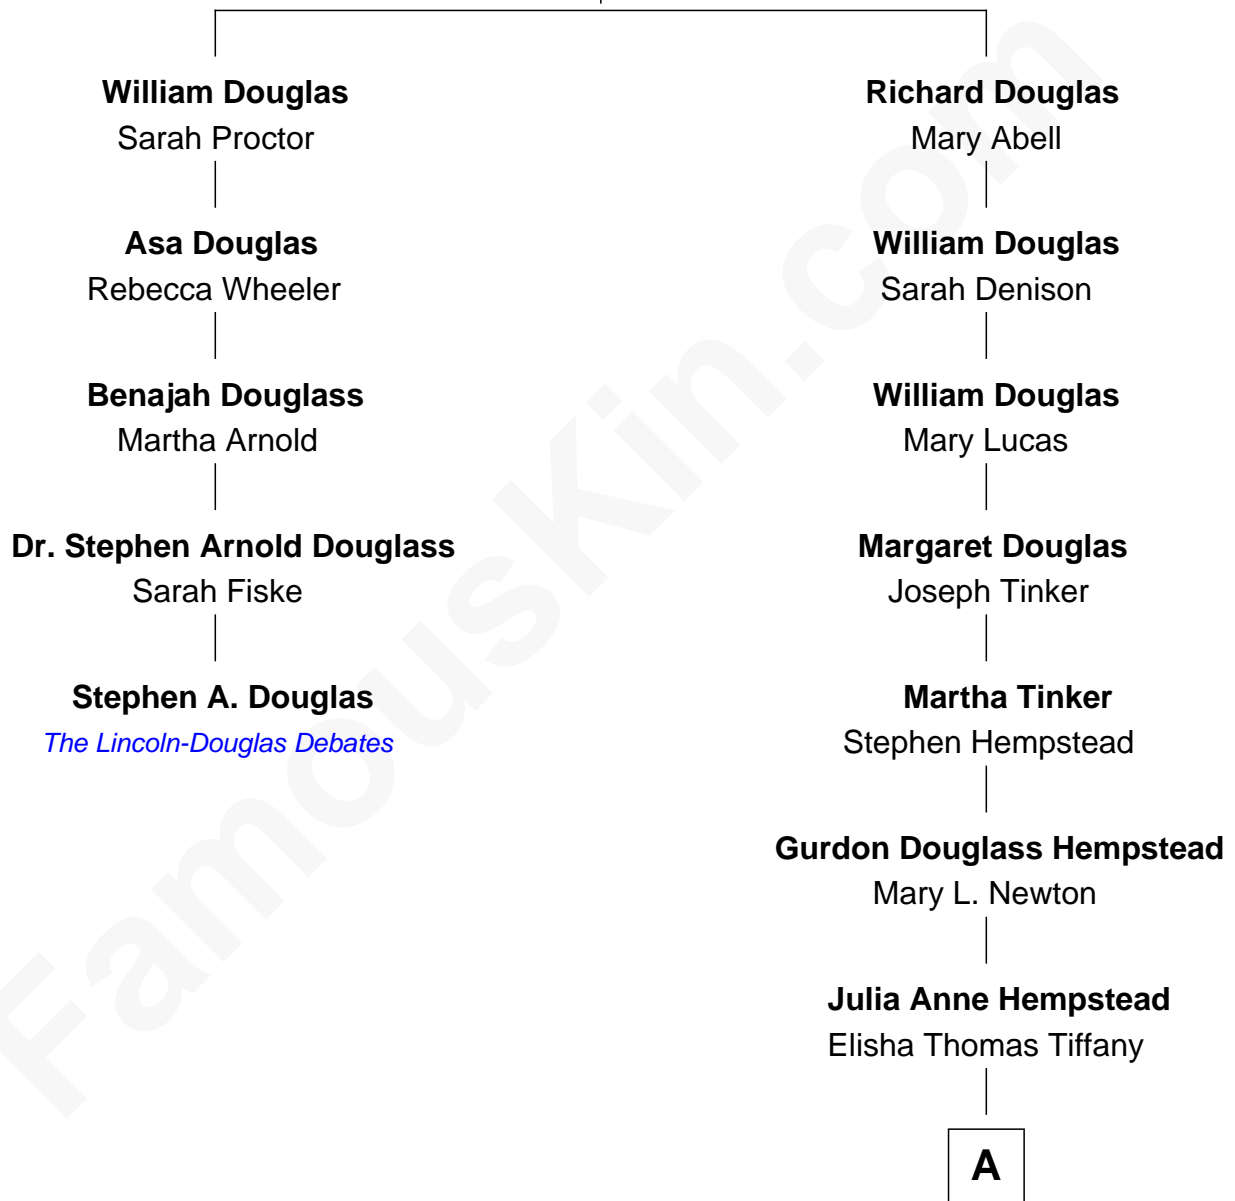 William Douglas
Sarah Proctor
Asa Douglas
Rebecca Wheeler
Benajah Douglass
Martha Arnold
Dr. Stephen Arnold Douglass
Sarah Fiske
Stephen A. Douglas
The Lincoln-Douglas Debates
Richard Douglas
Mary Abell
William Douglas
Sarah Denison
William Douglas
Mary Lucas
Margaret Douglas
Joseph Tinker
Martha Tinker
Stephen Hempstead
Gurdon Douglass Hempstead
Mary L. Newton
Julia Anne Hempstead
Elisha Thomas Tiffany
A
FamousKin.com